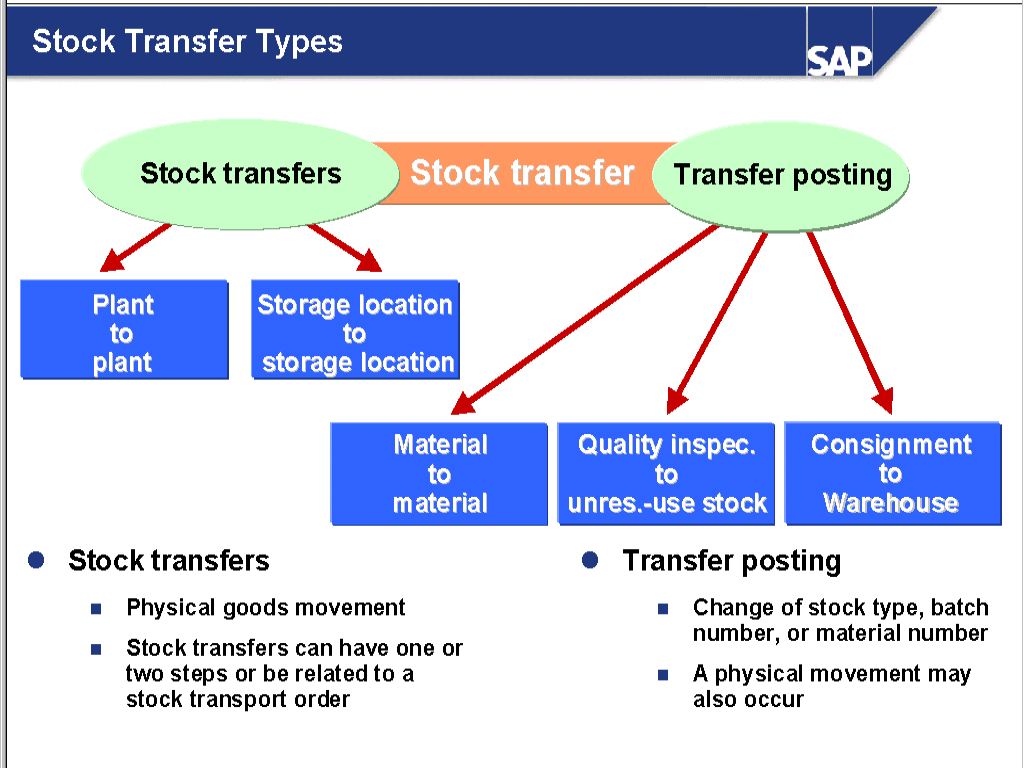 Stock Transfer Types
SAP
Stock transfers
Stock transfer
Transfer posting
Plant
to
plant
Storage location
to
storage location
Material
to
material
Quality inspec.
to
unres.-use stock
Consignment
to
Warehouse
Stock transfers
Physical goods movement
Stock transfers can have one or
two steps or be related to a
stock transport order
Transfer posting
Change of stock type, batch
number, or material number
A physical movement may
also occur